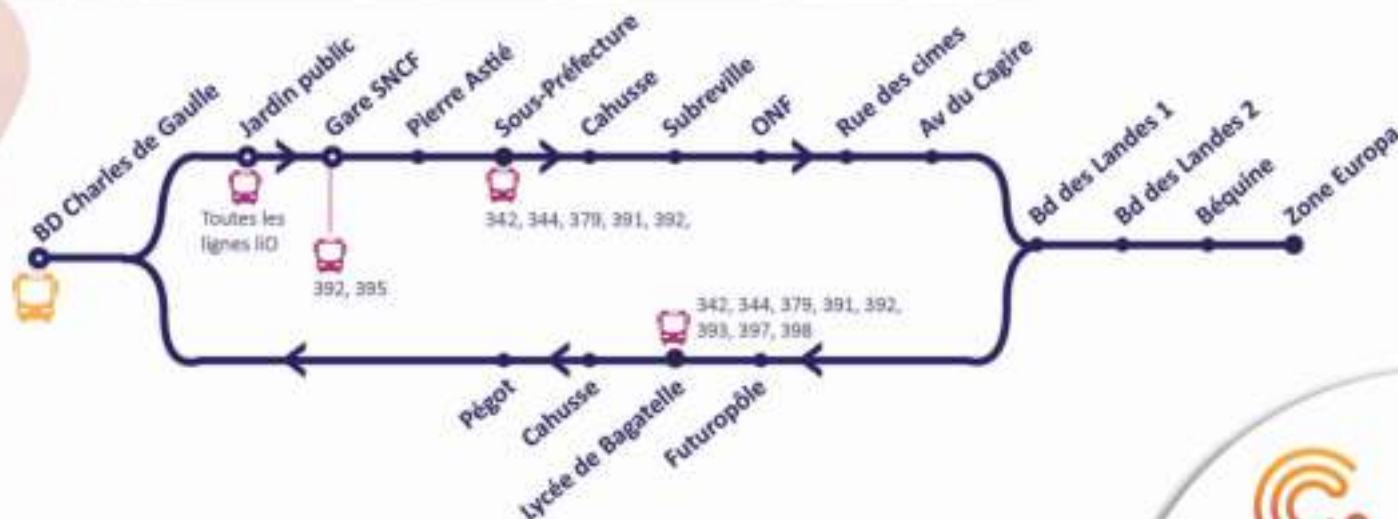 BD Charles de Gaulle
Jardin public
Gare SNCF
Pierre Astié
Sous-Préfecture
Cahusse
Subreville
ONF
Rue des cimes
Av du Cagire
Bd des Landes 1
Bd des Landes 2
Béquine
Zone Europa
Toutes les
lignes liO
392, 395
342, 344, 379, 391, 392,
342, 344, 379, 391, 392,
393, 397, 398
Pégot
Cahusse
Lycée de Bagatelle
Futuropôle